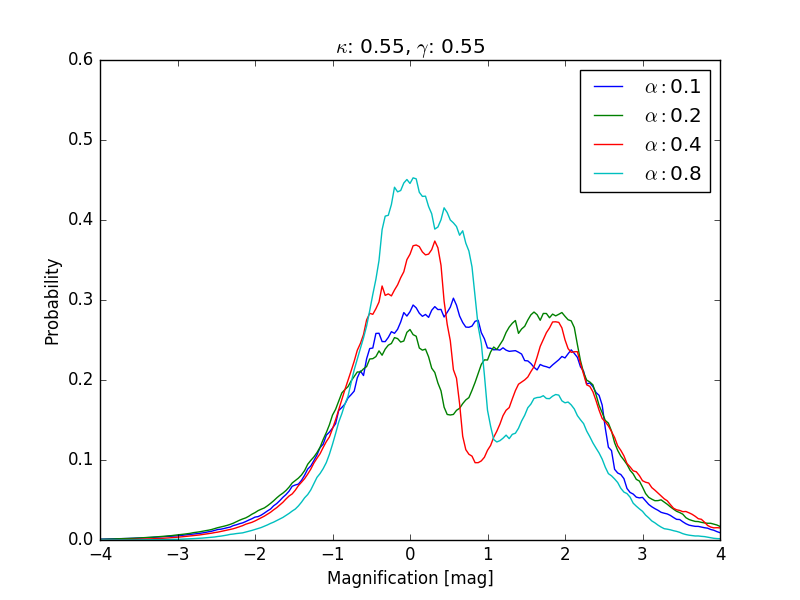 κ: 0.55, γ: 0.55
0.6
0.5
0.4
0.3
0.2
0.1
0.0
Probability
α: 0.1
α: 0.2
α: 0.4
α: 0.8
−4 −3 −2 −1 0 1 2 3 4
Magnification [mag]